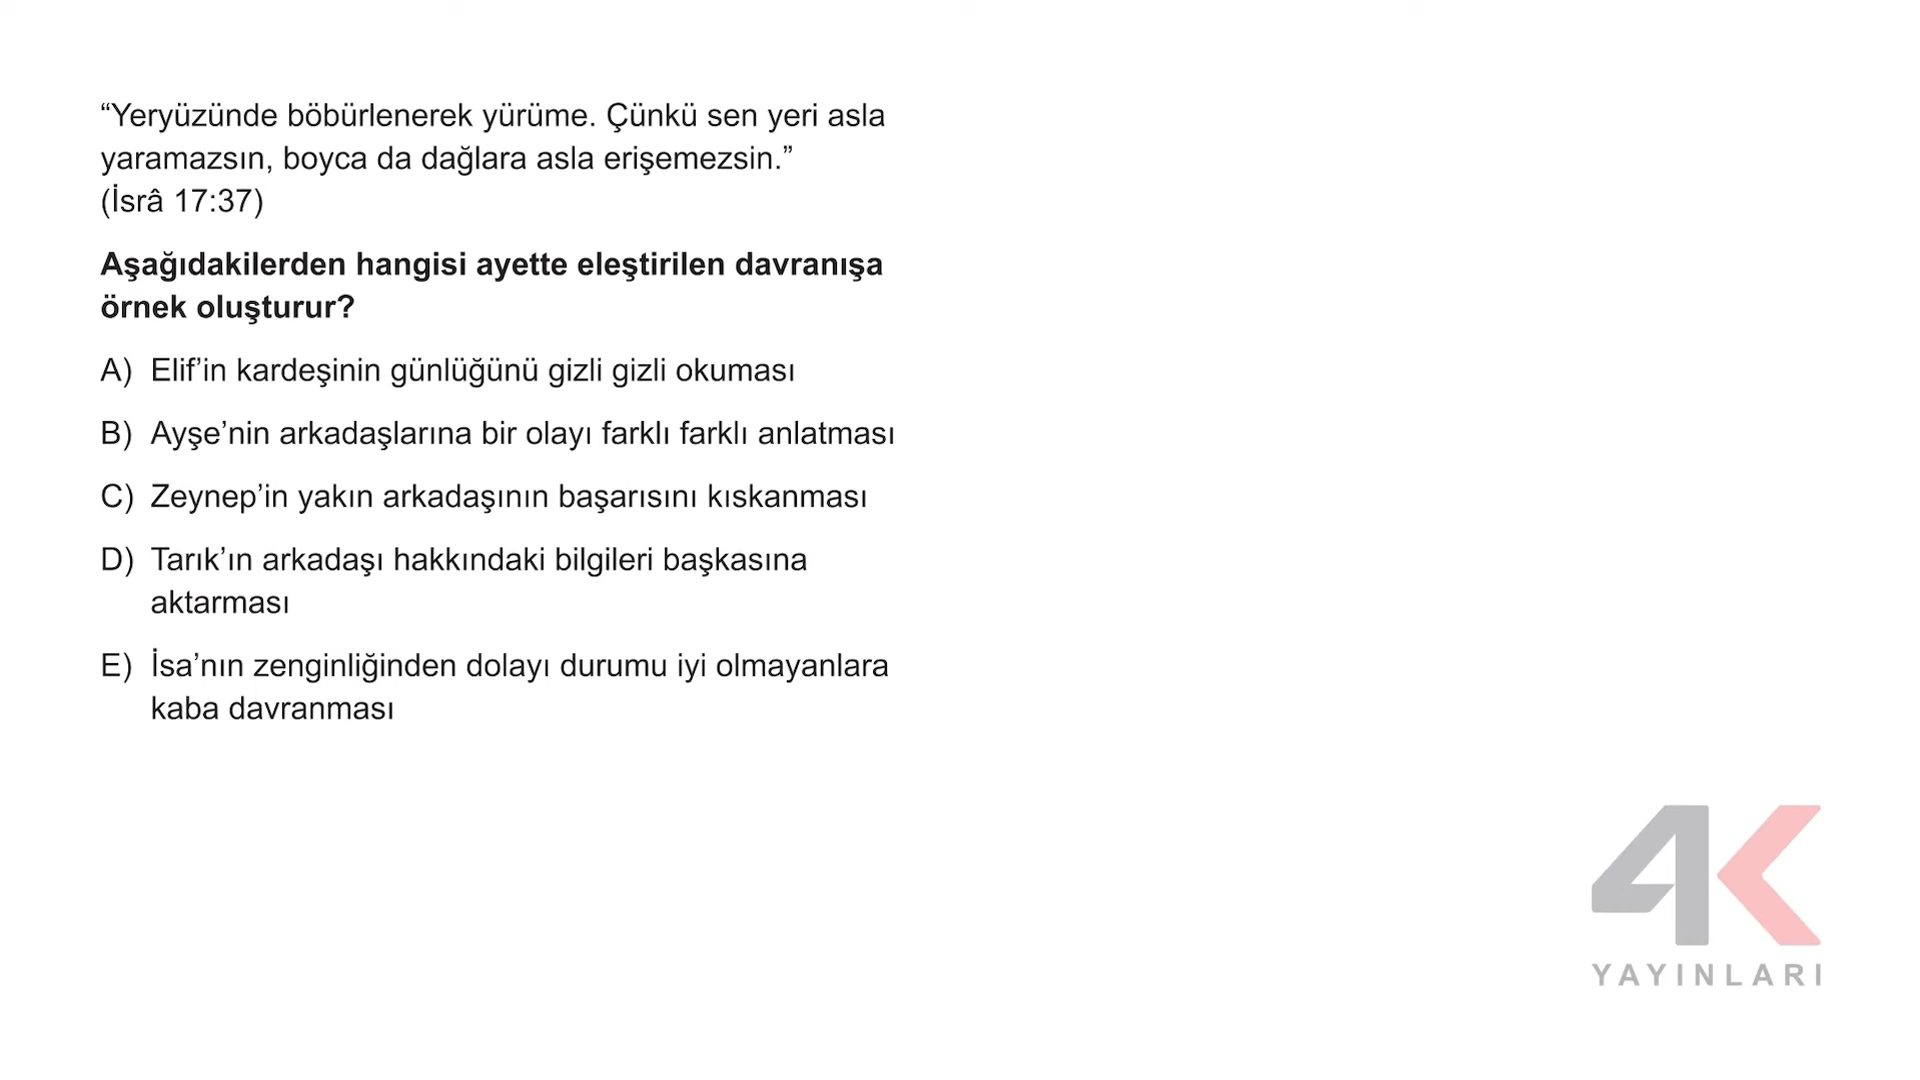 “Yeryüzünde böbürlenerek yürüme. Çünkü sen yeri asla
yaramazsın, boyca da dağlara asla erişemezsin.”
(İsrâ 17:37)
Aşağıdakilerden hangisi ayette eleştirilen davranışa
örnek oluşturur?
A) Elif’in kardeşinin günlüğünü gizli gizli okuması
B) Ayşe’nin arkadaşlarına bir olayı farklı farklı anlatması
C) Zeynep’in yakın arkadaşının başarısını kıskanması
D) Tarık’ın arkadaşı hakkındaki bilgileri başkasına
aktarması
E) İsa’nın zenginliğinden dolayı durumu iyi olmayanlara
kaba davranması
4K
YAYINLARI